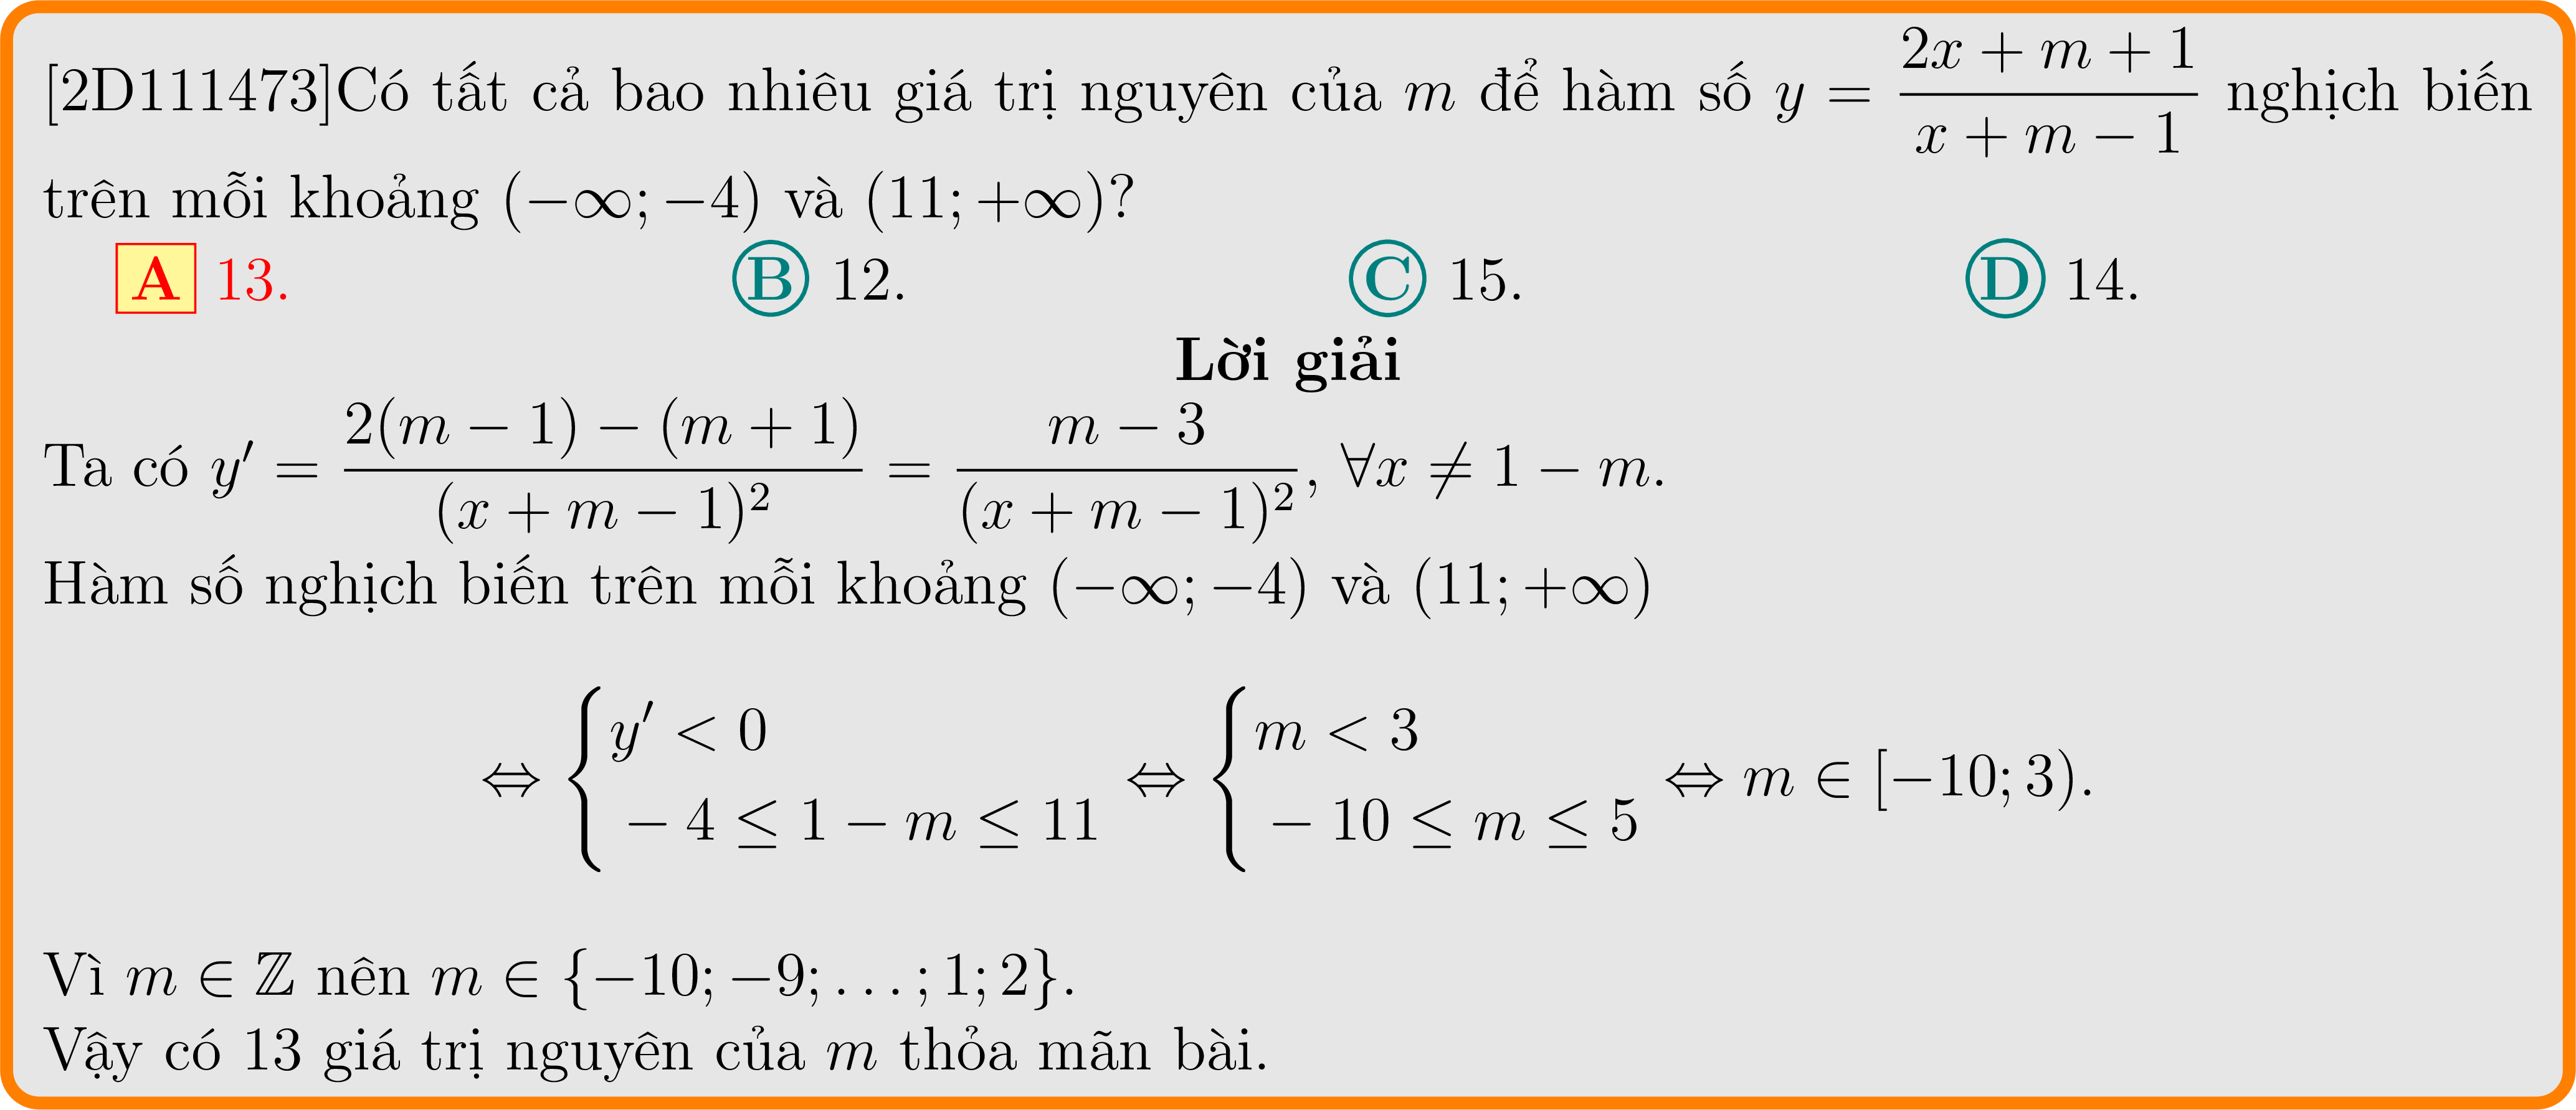 [2D111473]Có tất cả bao nhiêu giá trị nguyên của $m$ để hàm số $y = \dfrac{2x + m + 1}{x + m - 1}$ nghịch biến
trên mỗi khoảng $(-\infty; -4)$ và $(11; +\infty)$?
A 13. B 12. C 15. D 14.
Lời giải
Ta có $y' = \dfrac{2(m - 1) - (m + 1)}{(x + m - 1)^2} = \dfrac{m - 3}{(x + m - 1)^2}$, $\forall x \neq 1 - m$.
Hàm số nghịch biến trên mỗi khoảng $(-\infty; -4)$ và $(11; +\infty)$
$\Leftrightarrow \begin{cases} y' < 0 \\ -4 \leq 1 - m \leq 11 \end{cases} \Leftrightarrow \begin{cases} m < 3 \\ -10 \leq m \leq 5 \end{cases} \Leftrightarrow m \in [-10; 3).$
Vì $m \in \mathbb{Z}$ nên $m \in \{-10; -9; \ldots; 1; 2\}$.
Vậy có 13 giá trị nguyên của $m$ thỏa mãn bài.